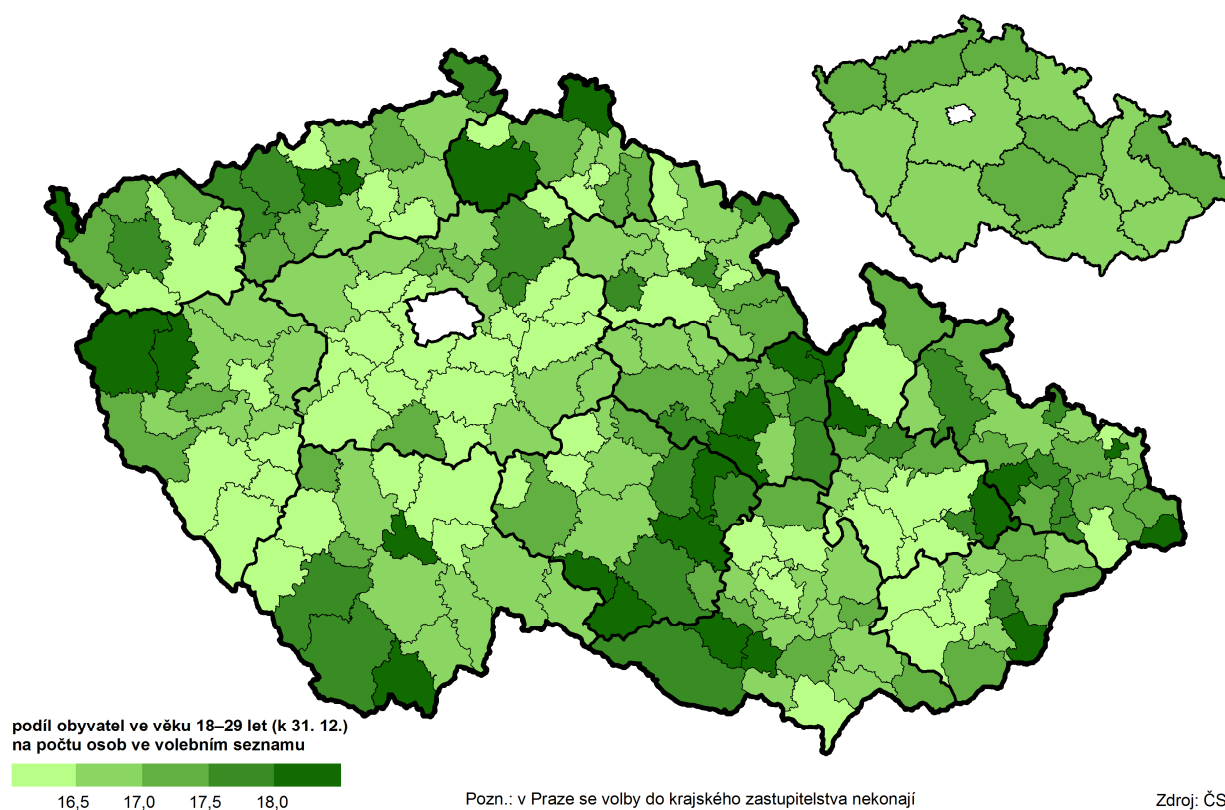 podíl obyvatel ve věku 18–29 let (k 31. 12.)
na počtu osob ve volebním seznamu
16,5 17,0 17,5 18,0
Pozn.: v Praze se volby do krajského zastupitelstva nekonají
Zdroj: ČS